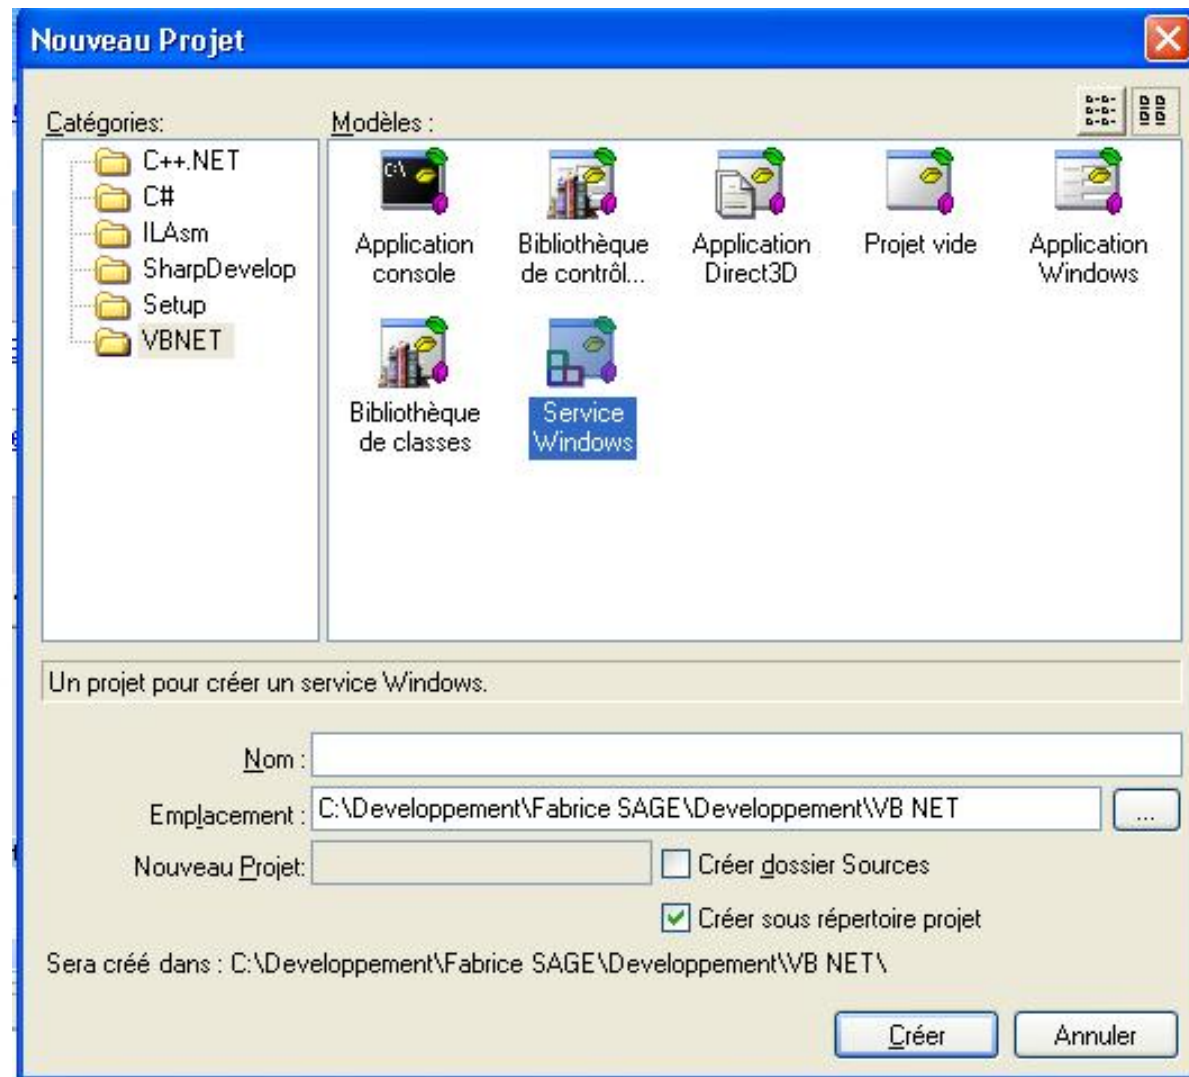 Nouveau Projet
Catégories:
Modèles :
C++.NET
C#
ILAsm
SharpDevelop
Setup
VBNET
C:\
Application
console
Bibliothèque
de contrôl...
Application
Direct3D
Projet vide
Application
Windows
Bibliothèque
de classes
Service
Windows
Un projet pour créer un service Windows.
Nom :
Emplacement : C:\Developpement\Fabrice SAGE\Developpement\VB NET ...
Nouveau Projet: Créer dossier Sources
Créer sous répertoire projet
Sera créé dans : C:\Developpement\Fabrice SAGE\Developpement\VB NET\
Créer Annuler